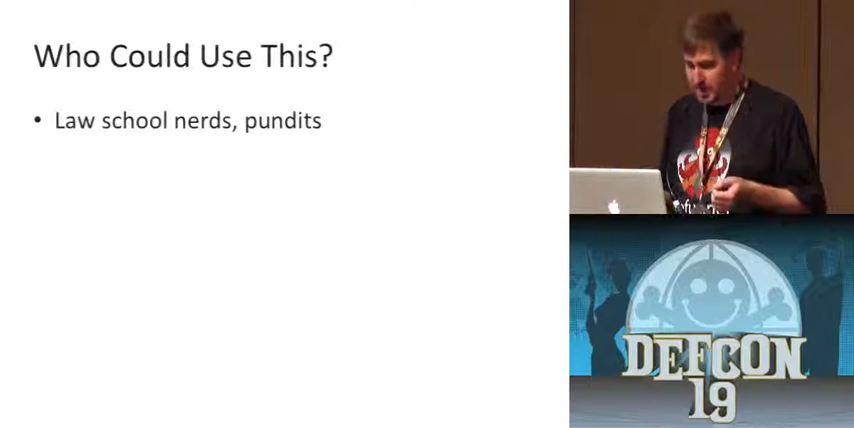 Who Could Use This?
• Law school nerds, pundits
DEFCON
19